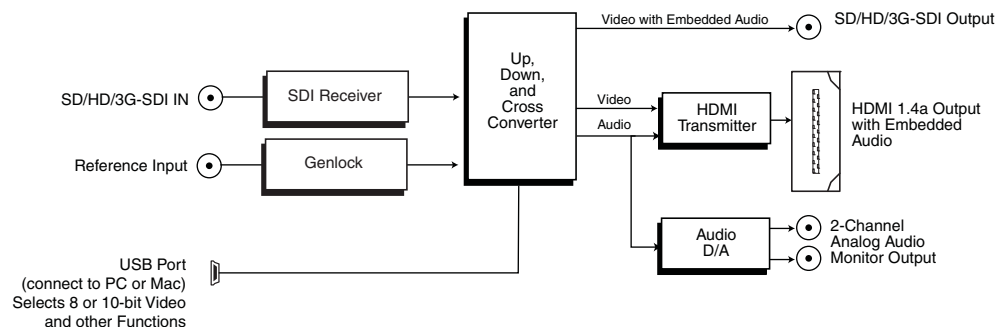 Video with Embedded Audio
SD/HD/3G-SDI Output
Up,
Down,
and
Cross
Converter
SD/HD/3G-SDI IN
SDI Receiver
Video
Audio
HDMI
Transmitter
HDMI 1.4a Output
with Embedded
Audio
Reference Input
Genlock
Audio
D/A
2-Channel
Analog Audio
Monitor Output
USB Port
(connect to PC or Mac)
Selects 8 or 10-bit Video
and other Functions